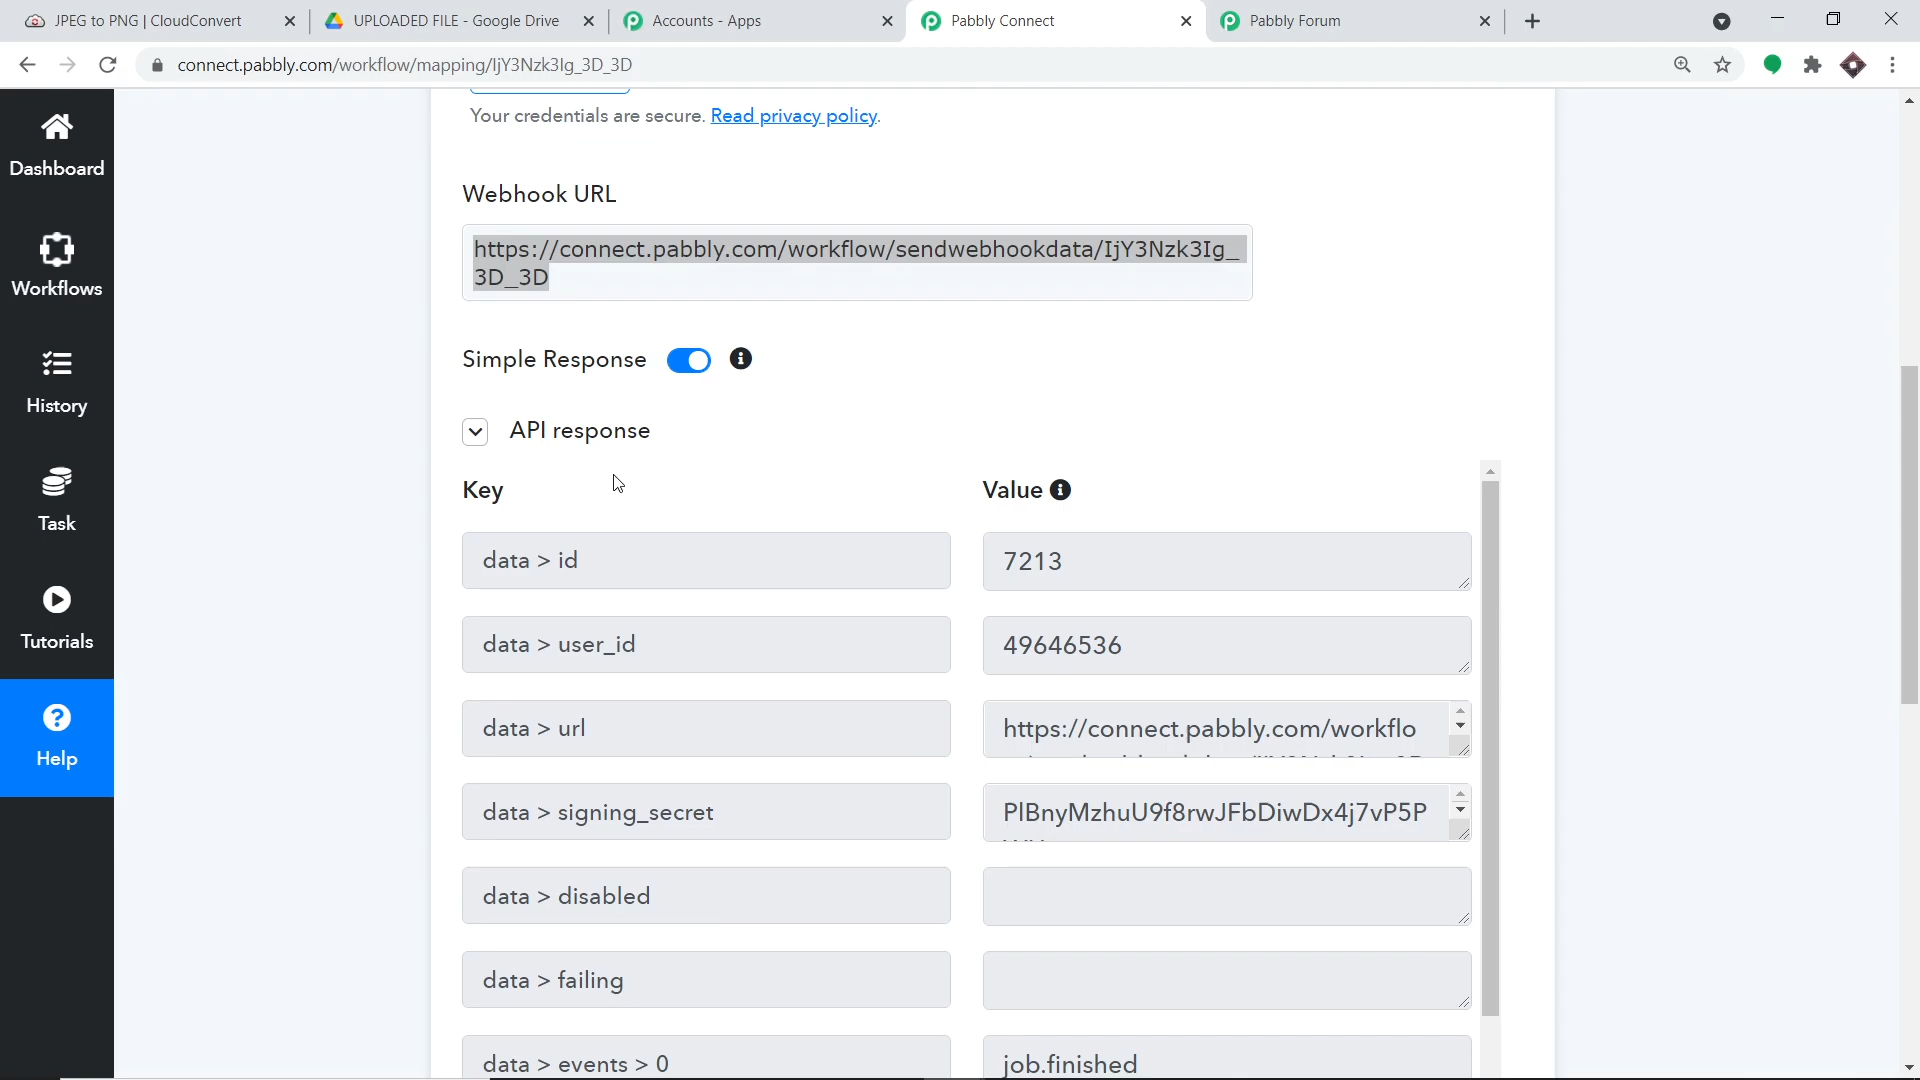 JPEG to PNG | CloudConvert
UPLOADED FILE - Google Drive
Accounts - Apps
Pabbly Connect
Pabbly Forum
connect.pabbly.com/workflow/mapping/IjY3Nzk3Ig_3D_3D
Dashboard
Workflows
History
Task
Tutorials
Help
Your credentials are secure. Read privacy policy.
Webhook URL
https://connect.pabbly.com/workflow/sendwebhookdata/IjY3Nzk3Ig_
3D_3D
Simple Response
API response
Key
Value
data > id
7213
data > user_id
49646536
data > url
https://connect.pabbly.com/workflo
data > signing_secret
PlBnyMzhuU9f8rwJFbDiwDx4j7vP5P
data > disabled
data > failing
data > events > 0
job.finished